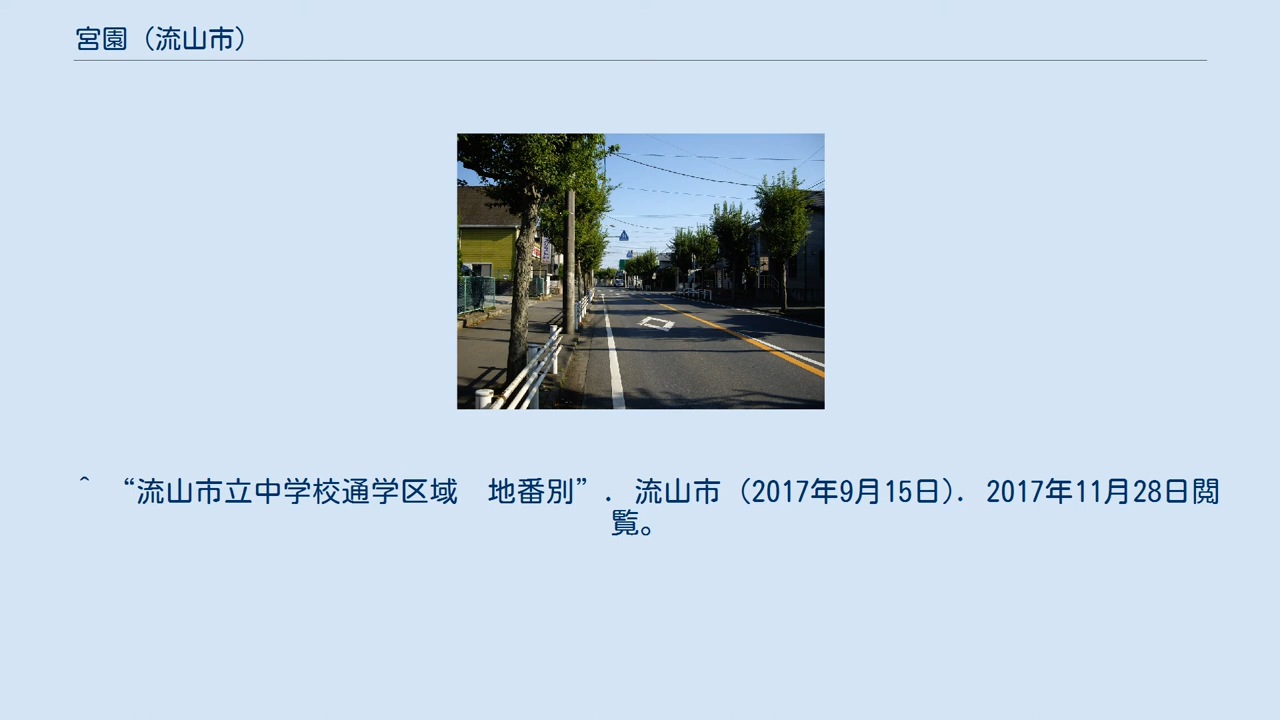 宮園（流山市）
^ “流山市立中学校通学区域　地番別”. 流山市 (2017年9月15日). 2017年11月28日閲
覧。